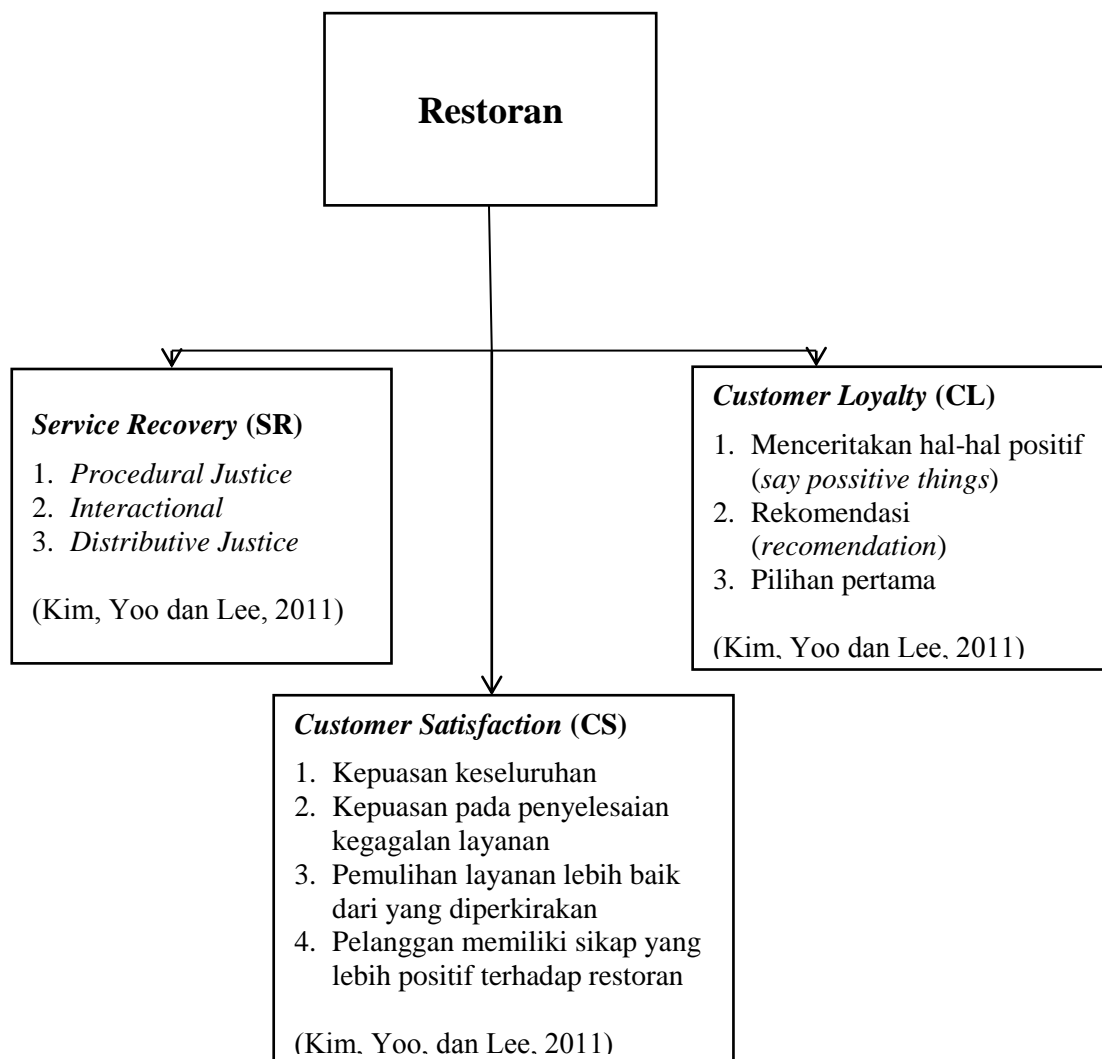 Restoran
Service Recovery (SR)
1. Procedural Justice
2. Interactional
3. Distributive Justice
(Kim, Yoo dan Lee, 2011)
Customer Loyalty (CL)
1. Menceritakan hal-hal positif
(say possitive things)
2. Rekomendasi
(recomendation)
3. Pilihan pertama
(Kim, Yoo dan Lee, 2011)
Customer Satisfaction (CS)
1. Kepuasan keseluruhan
2. Kepuasan pada penyelesaian
kegagalan layanan
3. Pemulihan layanan lebih baik
dari yang diperkirakan
4. Pelanggan memiliki sikap yang
lebih positif terhadap restoran
(Kim, Yoo, dan Lee, 2011)